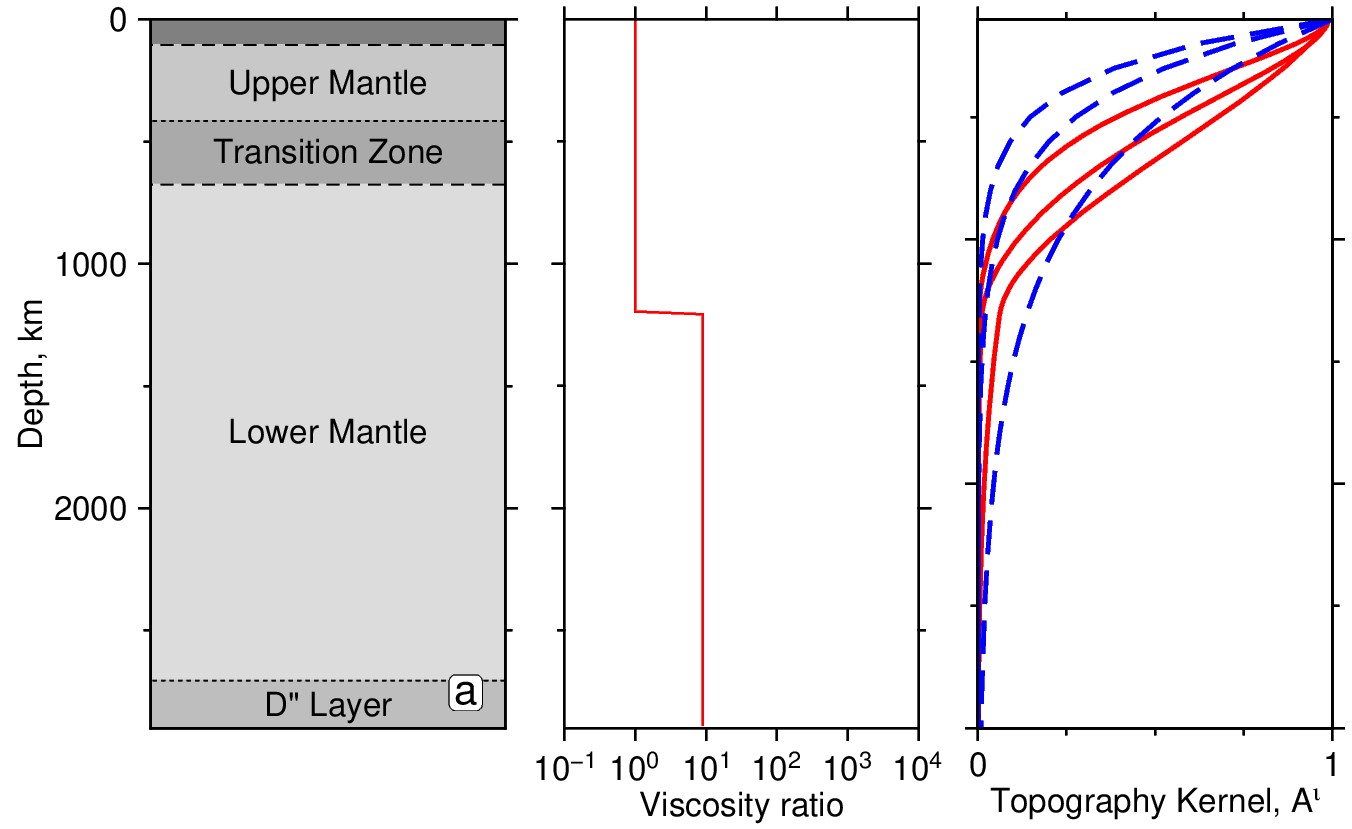 0
1000
2000
Depth, km
Upper Mantle
Transition Zone
Lower Mantle
D" Layer
a
10⁻¹ 10⁰ 10¹ 10² 10³ 10⁴
Viscosity ratio
0 1
Topography Kernel, Aᶥ